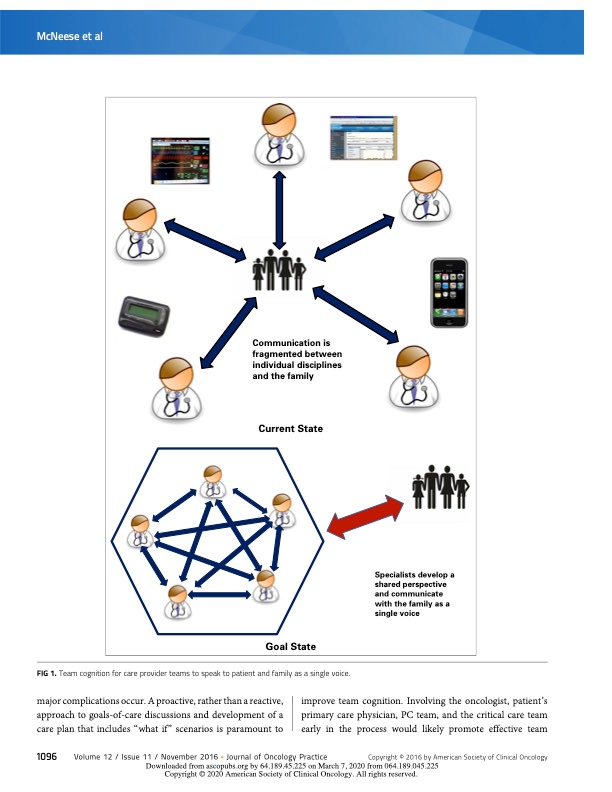 McNeese et al
Communication is
fragmented between
individual disciplines
and the family
Current State
Specialists develop a
shared perspective
and communicate
with the family as a
single voice
Goal State
FIG 1. Team cognition for care provider teams to speak to patient and family as a single voice.
major complications occur. A proactive, rather than a reactive,
approach to goals-of-care discussions and development of a
care plan that includes “what if” scenarios is paramount to
improve team cognition. Involving the oncologist, patient’s
primary care physician, PC team, and the critical care team
early in the process would likely promote effective team
1096 Volume 12 / Issue 11 / November 2016 • Journal of Oncology Practice Copyright © 2016 by American Society of Clinical Oncology
Downloaded from ascopubs.org by 64.189.45.225 on March 7, 2020 from 064.189.045.225
Copyright © 2020 American Society of Clinical Oncology. All rights reserved.